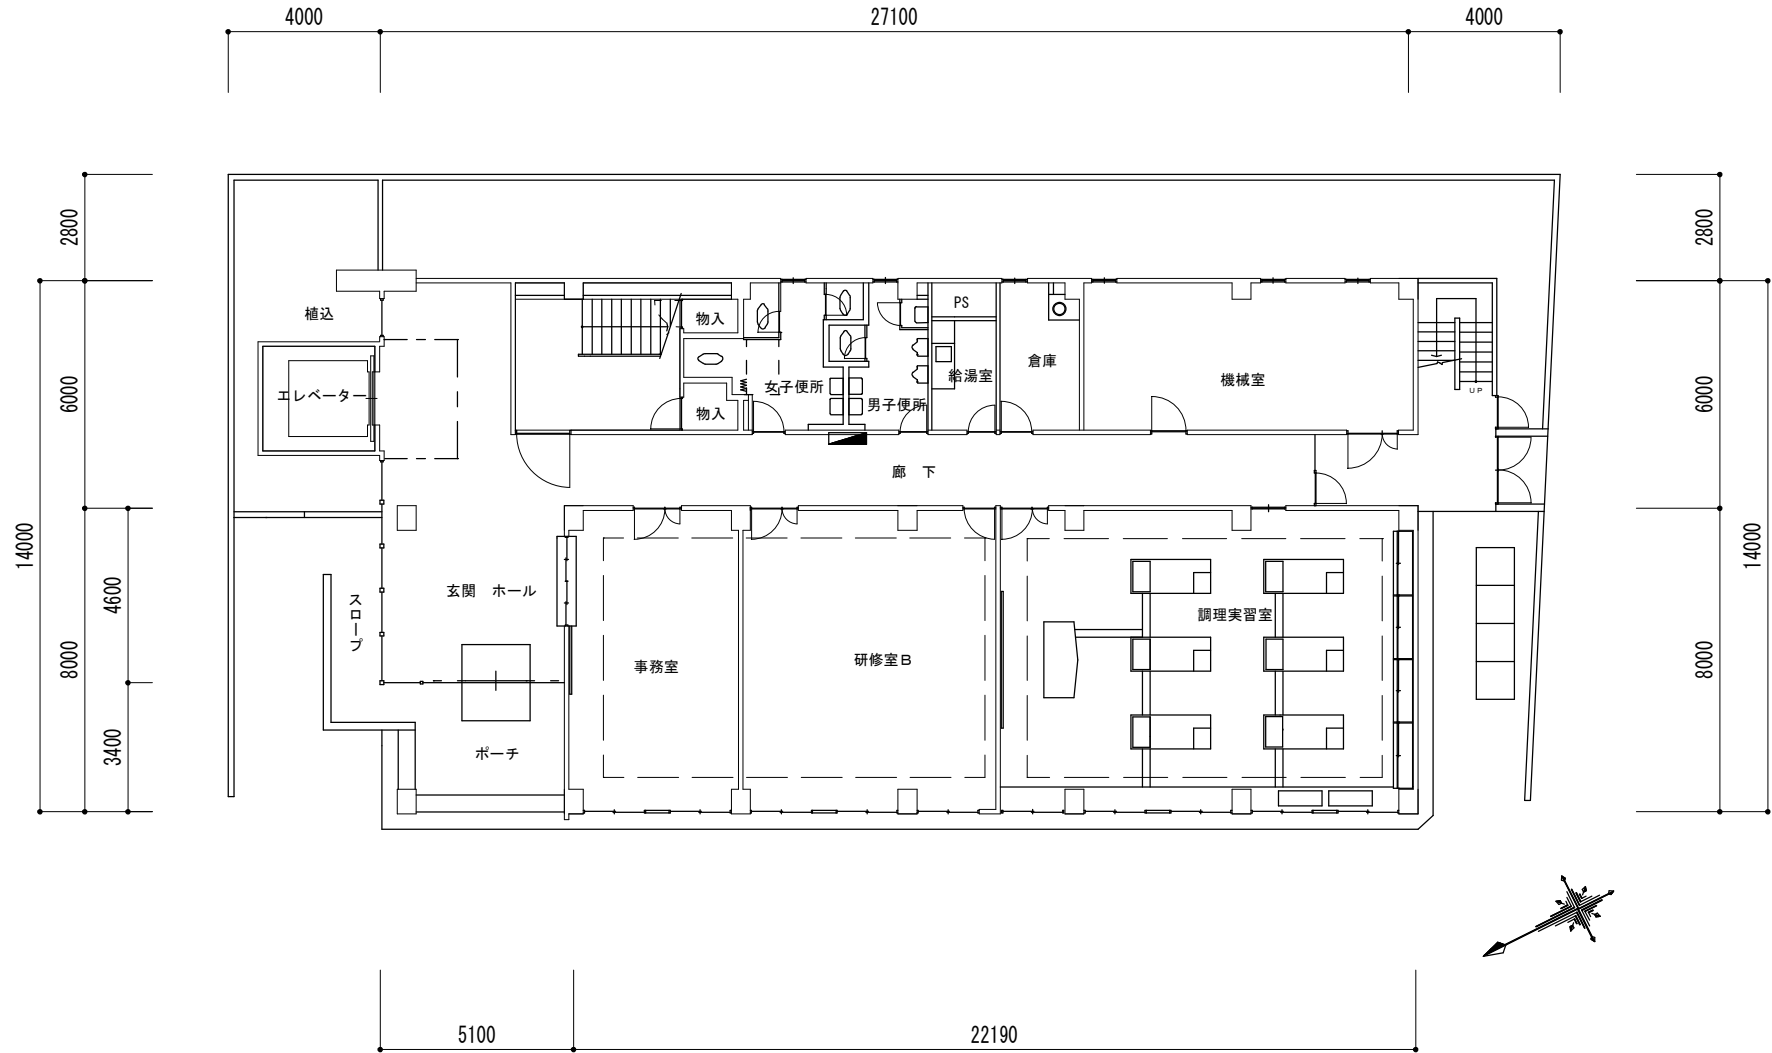 4000
27100
4000
2800
2800
14000
6000
6000
14000
8000
4600
3400
8000
植込
エレベーター
物入
物入
女子便所
男子便所
PS
給湯室
倉庫
機械室
UP
廊 下
玄関 ホール
スロープ
事務室
研修室B
調理実習室
ポーチ
5100
22190